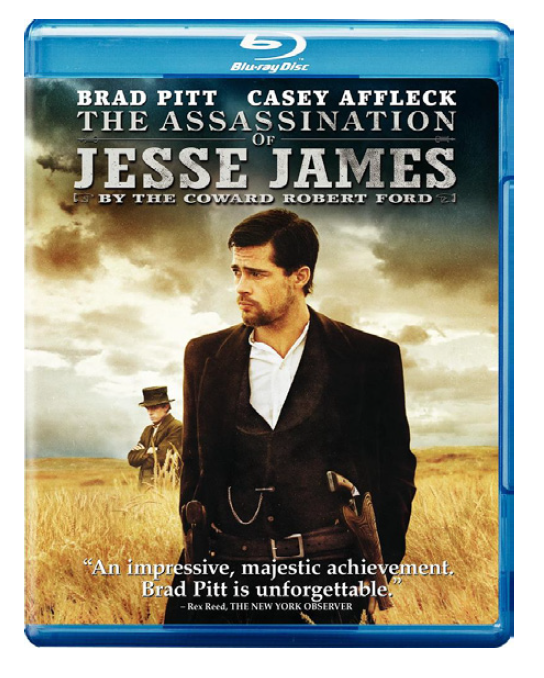 Blu-ray Disc
BRAD PITT CASEY AFFLECK
THE ASSASSINATION
OF
JESSE JAMES
BY THE COWARD ROBERT FORD
“An impressive, majestic achievement.
Brad Pitt is unforgettable.”
– Rex Reed, THE NEW YORK OBSERVER